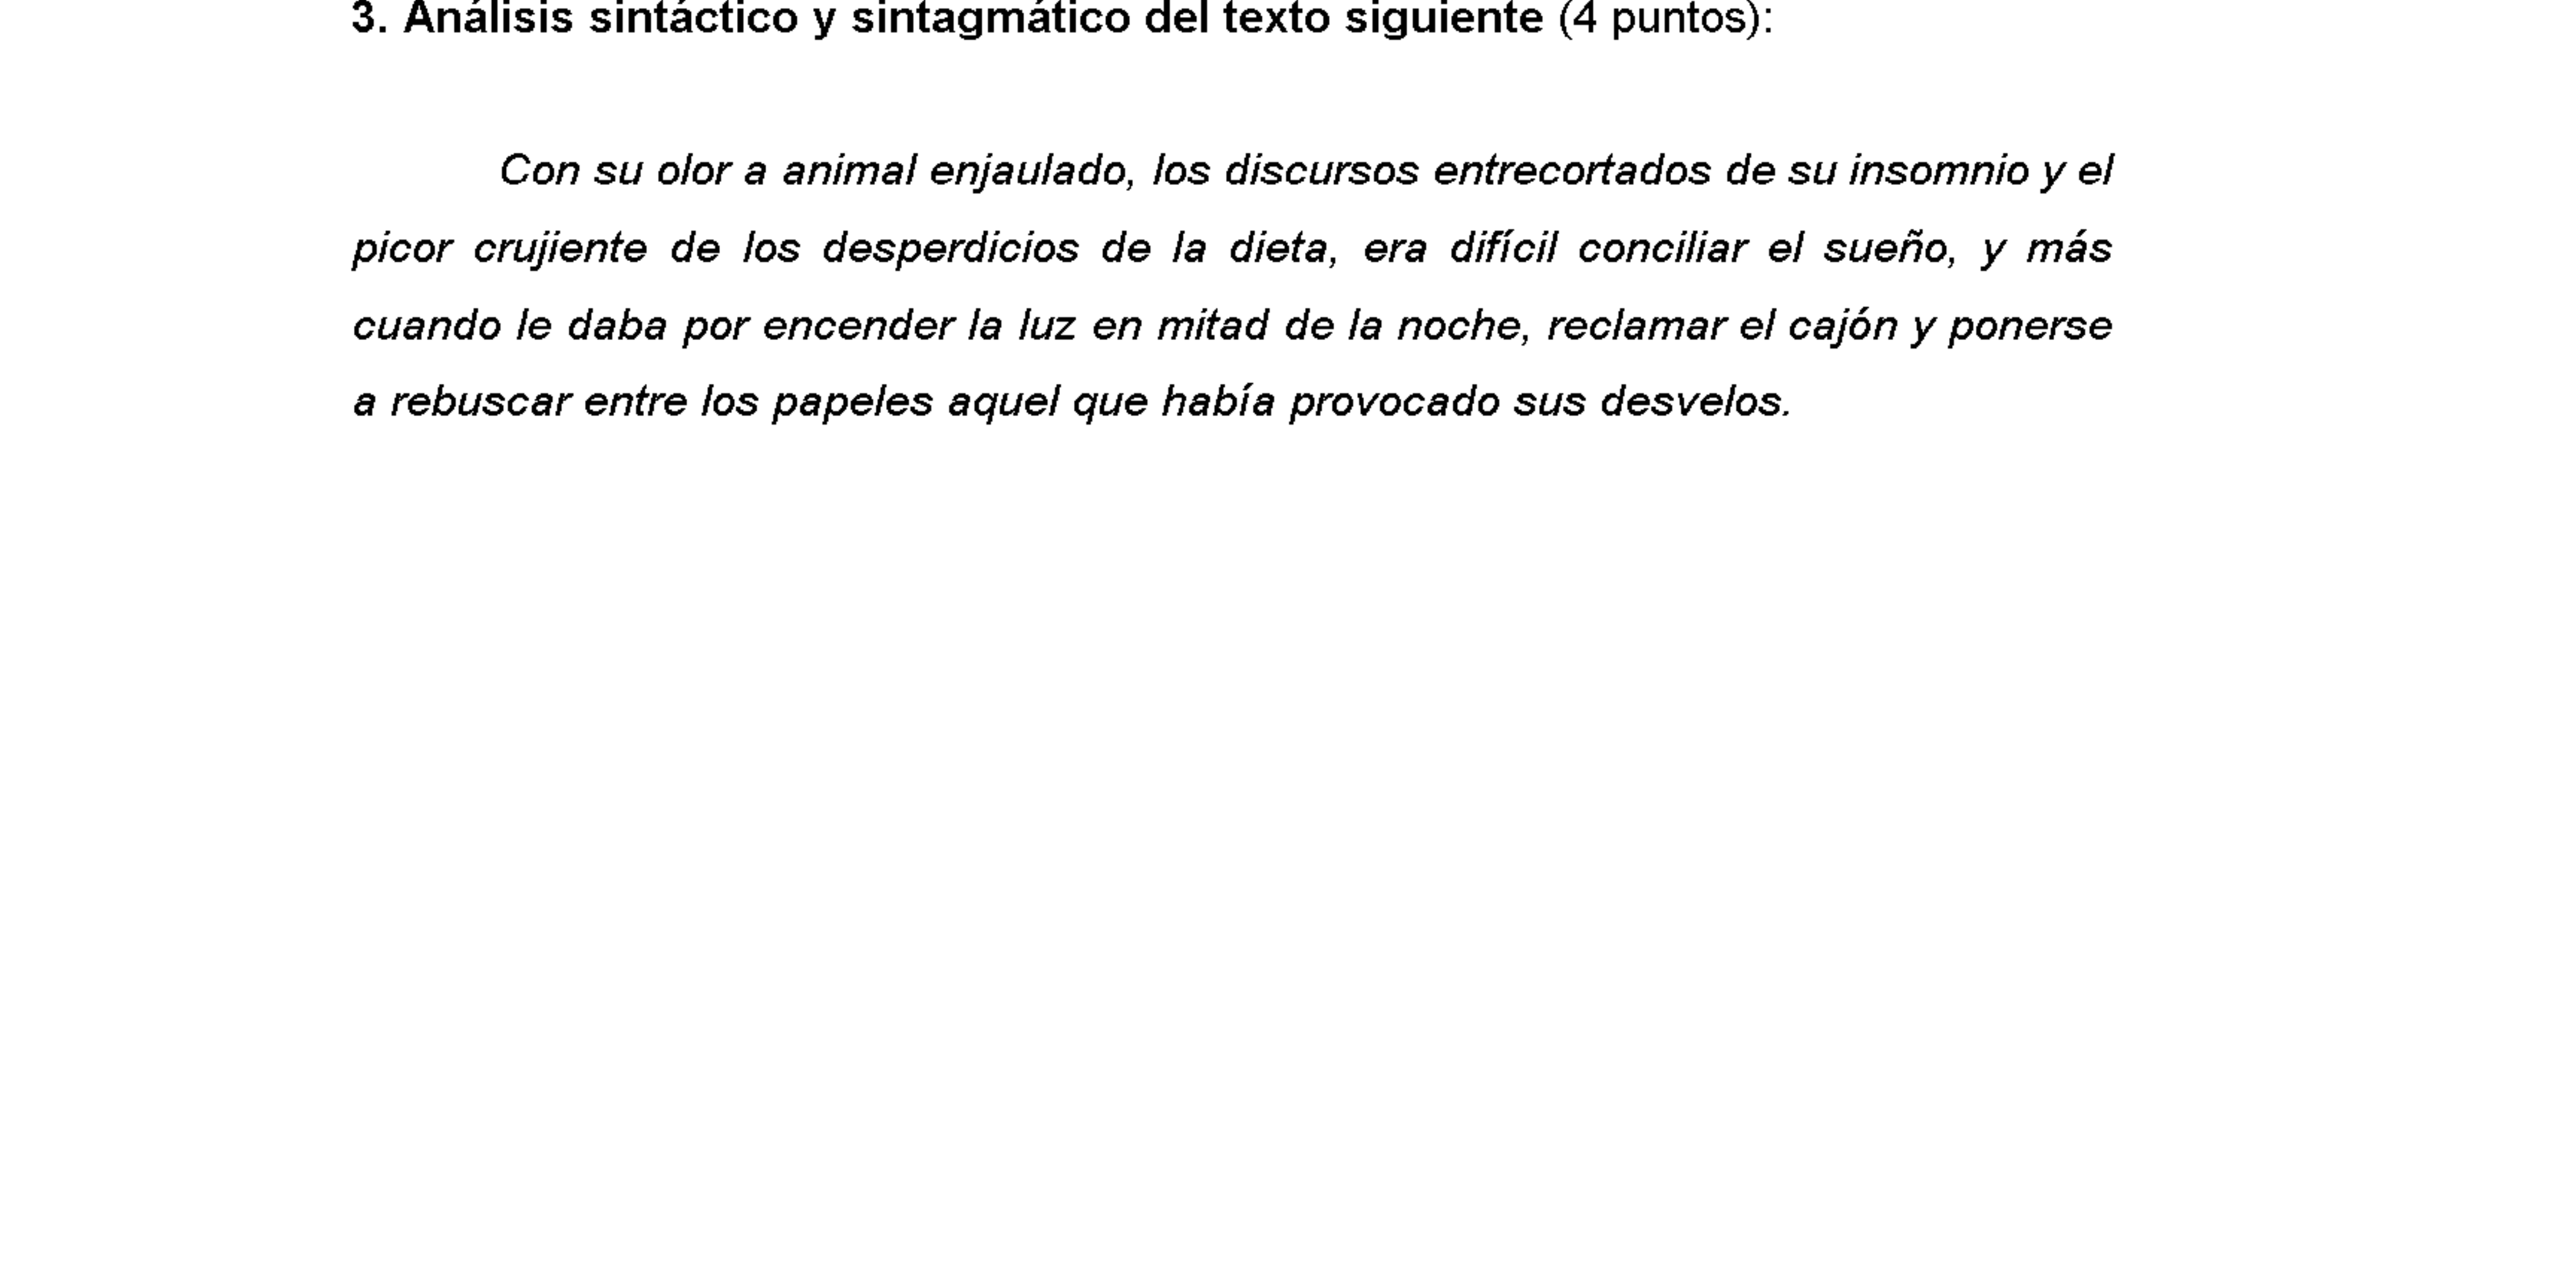 3. Análisis sintáctico y sintagmático del texto siguiente (4 puntos):
Con su olor a animal enjaulado, los discursos entrecortados de su insomnio y el
picor crujiente de los desperdicios de la dieta, era difícil conciliar el sueño, y más
cuando le daba por encender la luz en mitad de la noche, reclamar el cajón y ponerse
a rebuscar entre los papeles aquel que había provocado sus desvelos.